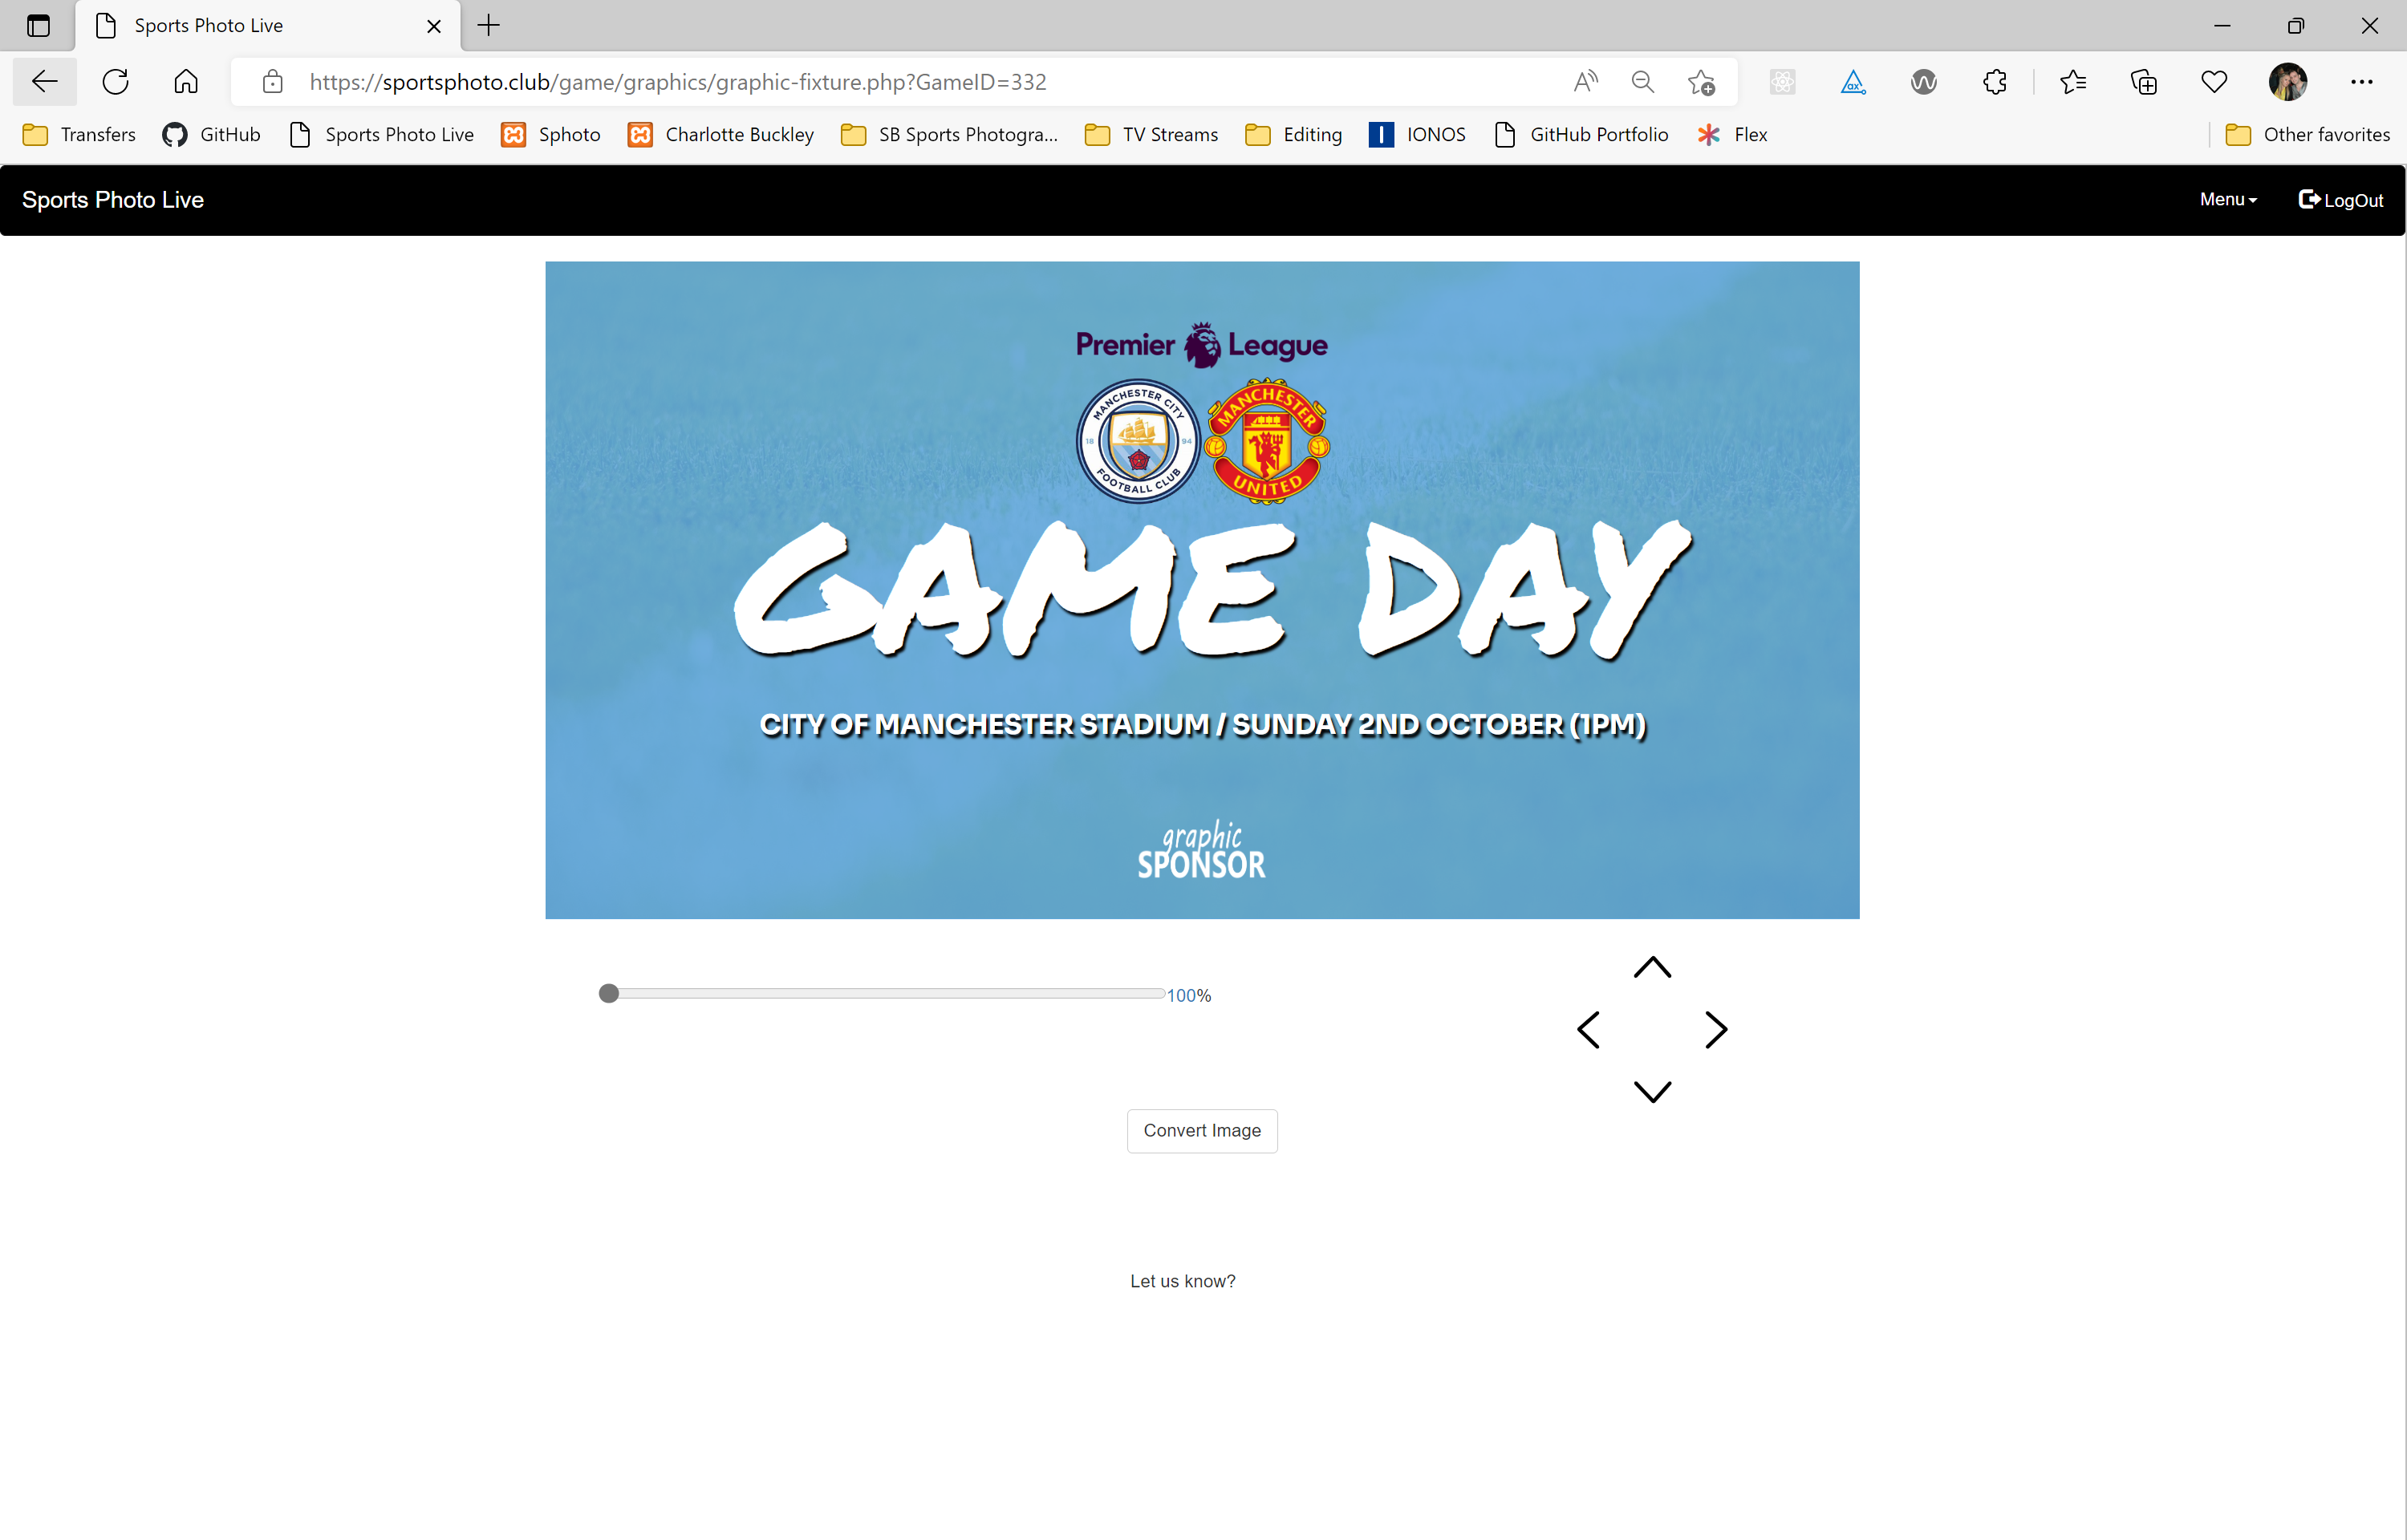 Sports Photo Live
https://sportsphoto.club/game/graphics/graphic-fixture.php?GameID=332
Transfers GitHub Sports Photo Live Sphoto Charlotte Buckley SB Sports Photogra... TV Streams Editing IONOS GitHub Portfolio Flex Other favorites
Sports Photo Live Menu LogOut
Premier League
MANCHESTER CITY
18 94
FOOTBALL CLUB
MANCHESTER
UNITED
GAME DAY
CITY OF MANCHESTER STADIUM / SUNDAY 2ND OCTOBER (1PM)
graphic
SPONSOR
100%
Convert Image
Let us know?